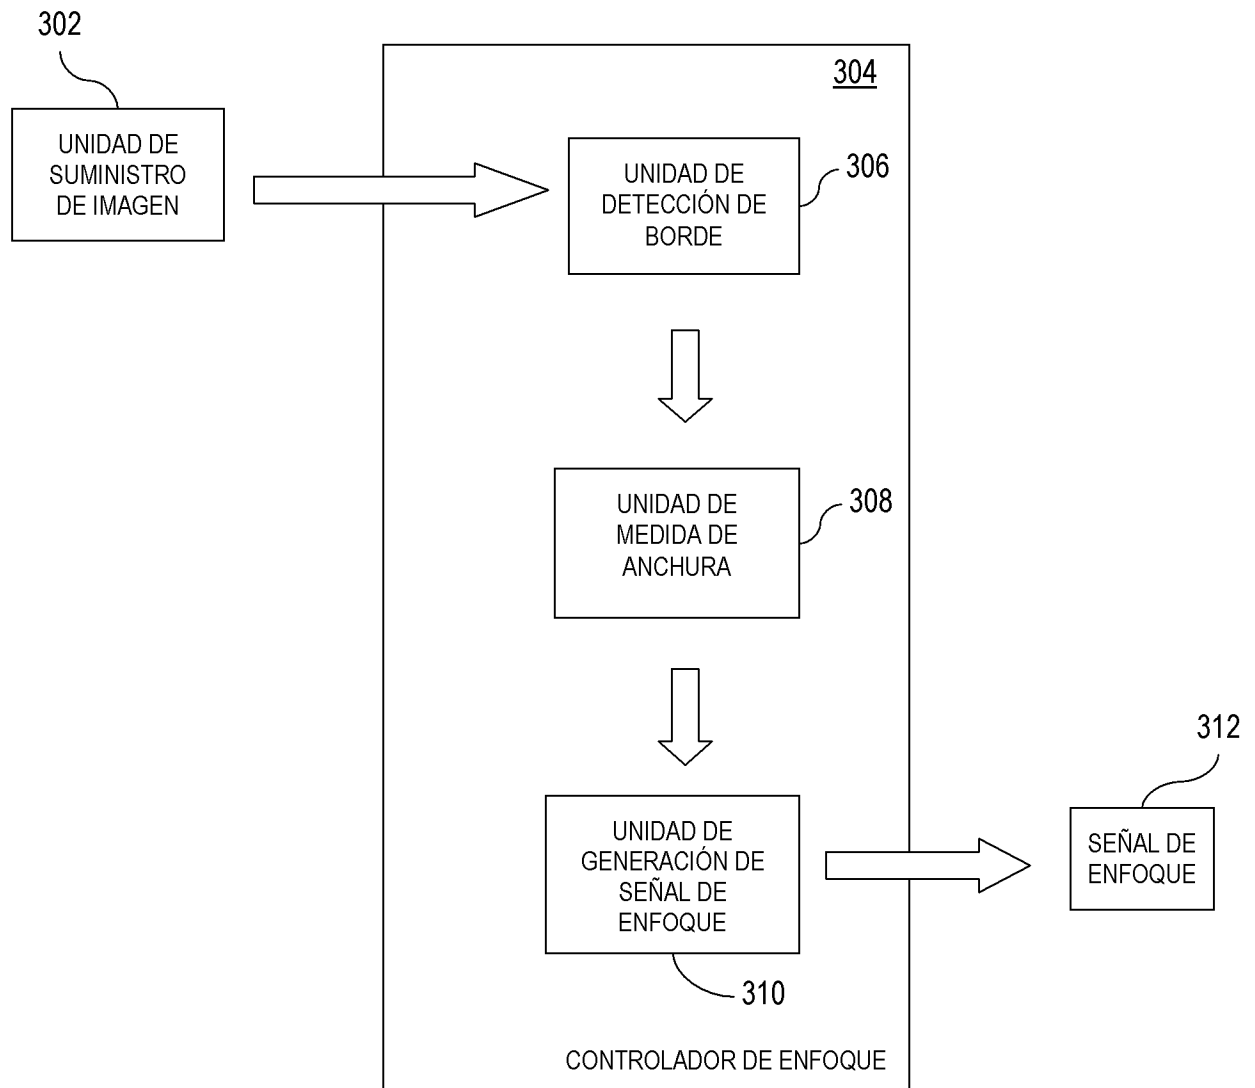 302
304
UNIDAD DE
SUMINISTRO
DE IMAGEN
UNIDAD DE
DETECCIÓN DE
BORDE
306
UNIDAD DE
MEDIDA DE
ANCHURA
308
UNIDAD DE
GENERACIÓN DE
SEÑAL DE
ENFOQUE
310
312
SEÑAL DE
ENFOQUE
CONTROLADOR DE ENFOQUE